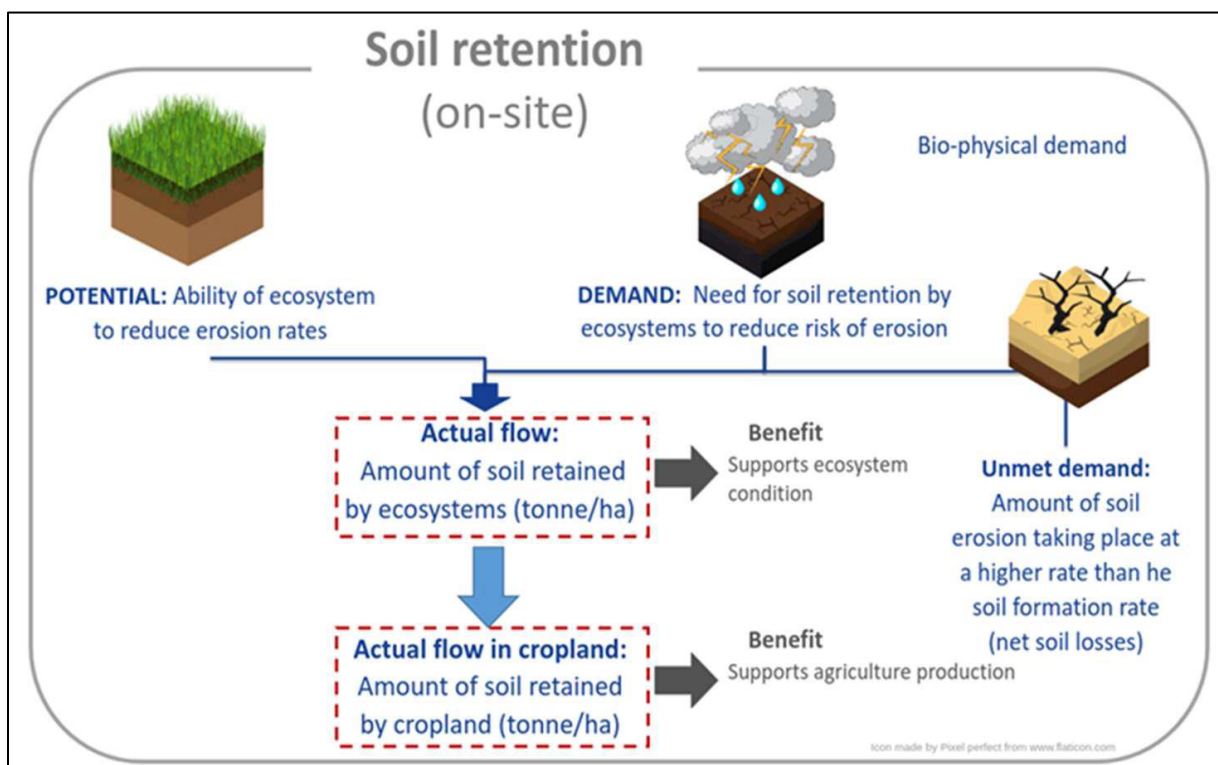 Soil retention
(on-site)
Bio-physical demand
POTENTIAL: Ability of ecosystem
to reduce erosion rates
DEMAND: Need for soil retention by
ecosystems to reduce risk of erosion
Actual flow:
Amount of soil retained
by ecosystems (tonne/ha)
Benefit
Supports ecosystem
condition
Unmet demand:
Amount of soil
erosion taking place at
a higher rate than he
soil formation rate
(net soil losses)
Actual flow in cropland:
Amount of soil retained
by cropland (tonne/ha)
Benefit
Supports agriculture production
Icon made by Pixel perfect from www.flaticon.com